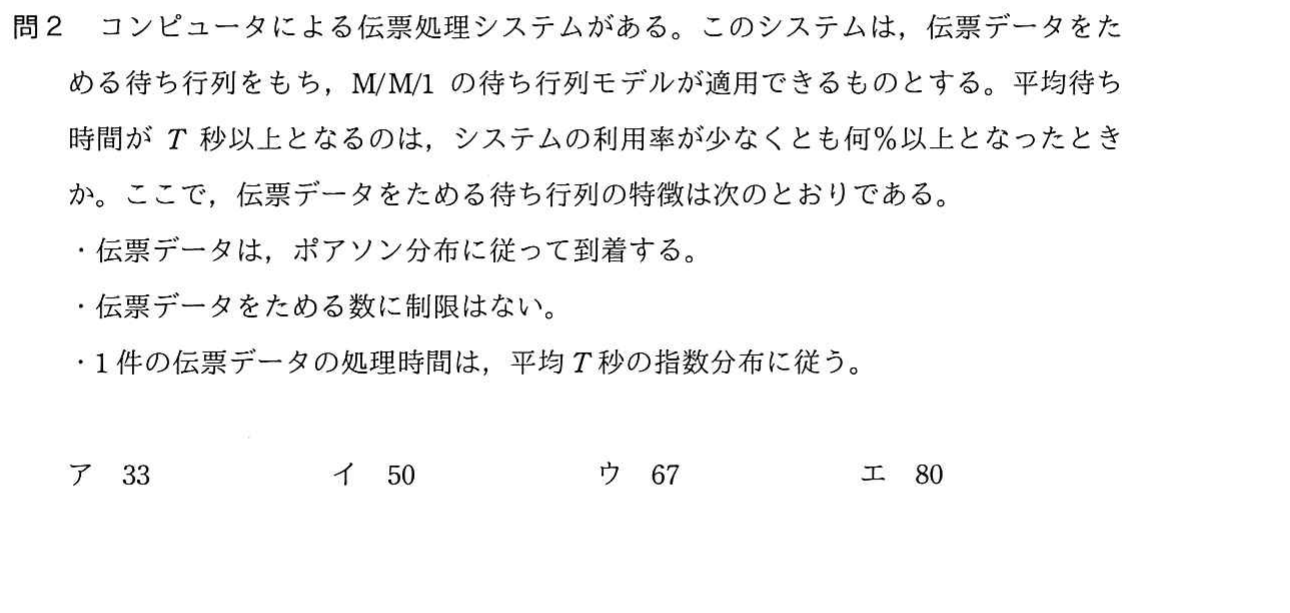 問2 コンピュータによる伝票処理システムがある。このシステムは，伝票データをた
める待ち行列をもち，M/M/1 の待ち行列モデルが適用できるものとする。平均待ち
時間が T 秒以上となるのは，システムの利用率が少なくとも何%以上となったとき
か。ここで，伝票データをためる待ち行列の特徴は次のとおりである。
・伝票データは，ポアソン分布に従って到着する。
・伝票データをためる数に制限はない。
・1 件の伝票データの処理時間は，平均 T 秒の指数分布に従う。
ア 33 イ 50 ウ 67 エ 80